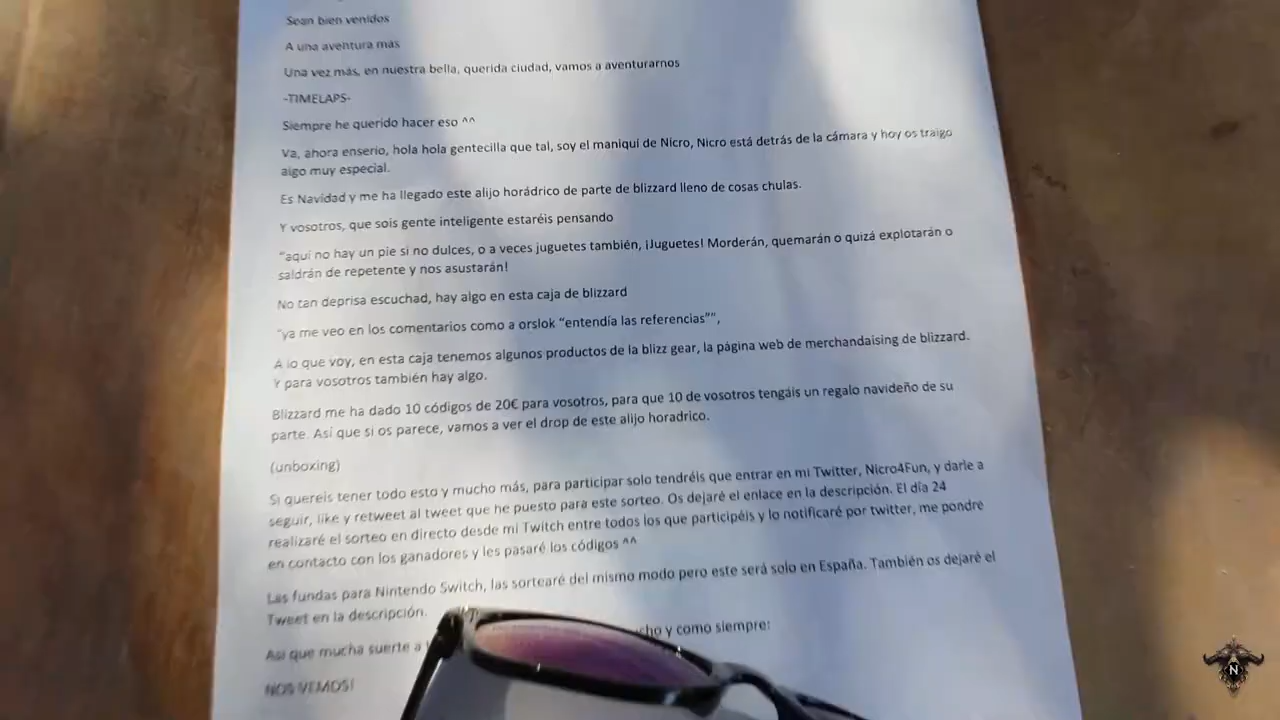 Sean bien venidos
A una aventura más
Una vez más, en nuestra bella, querida ciudad, vamos a aventurarnos
-TIMELAPS-
Siempre he querido hacer eso ^^
Va, ahora enserio, hola hola gentecilla que tal, soy el maniquí de Nicro, Nicro está detrás de la cámara y hoy os traigo
algo muy especial.
Es Navidad y me ha llegado este alijo horádrico de parte de blizzard lleno de cosas chulas.
Y vosotros, que sois gente inteligente estaréis pensando
"aquí no hay un pie si no dulces, o a veces juguetes también, ¡Juguetes! Morderán, quemarán o quizá explotarán o
saldrán de repetente y nos asustarán!
No tan deprisa escuchad, hay algo en esta caja de blizzard
"ya me veo en los comentarios como a orslok "entendía las referencias"",
A lo que voy, en esta caja tenemos algunos productos de la blizz gear, la página web de merchandaising de blizzard.
Y para vosotros también hay algo.
Blizzard me ha dado 10 códigos de 20€ para vosotros, para que 10 de vosotros tengáis un regalo navideño de su
parte. Así que si os parece, vamos a ver el drop de este alijo horadrico.
(unboxing)
Si quereis tener todo esto y mucho más, para participar solo tendréis que entrar en mi Twitter, Nicro4Fun, y darle a
seguir, like y retweet al tweet que he puesto para este sorteo. Os dejaré el enlace en la descripción. El día 24
realizaré el sorteo en directo desde mi Twitch entre todos los que participéis y lo notificaré por twitter, me pondré
en contacto con los ganadores y les pasaré los códigos ^^
Las fundas para Nintendo Switch, las sortearé del mismo modo pero este será solo en España. También os dejaré el
Tweet en la descripción.
Asi que mucha suerte a y como siempre:
NOS VEMOS!
N